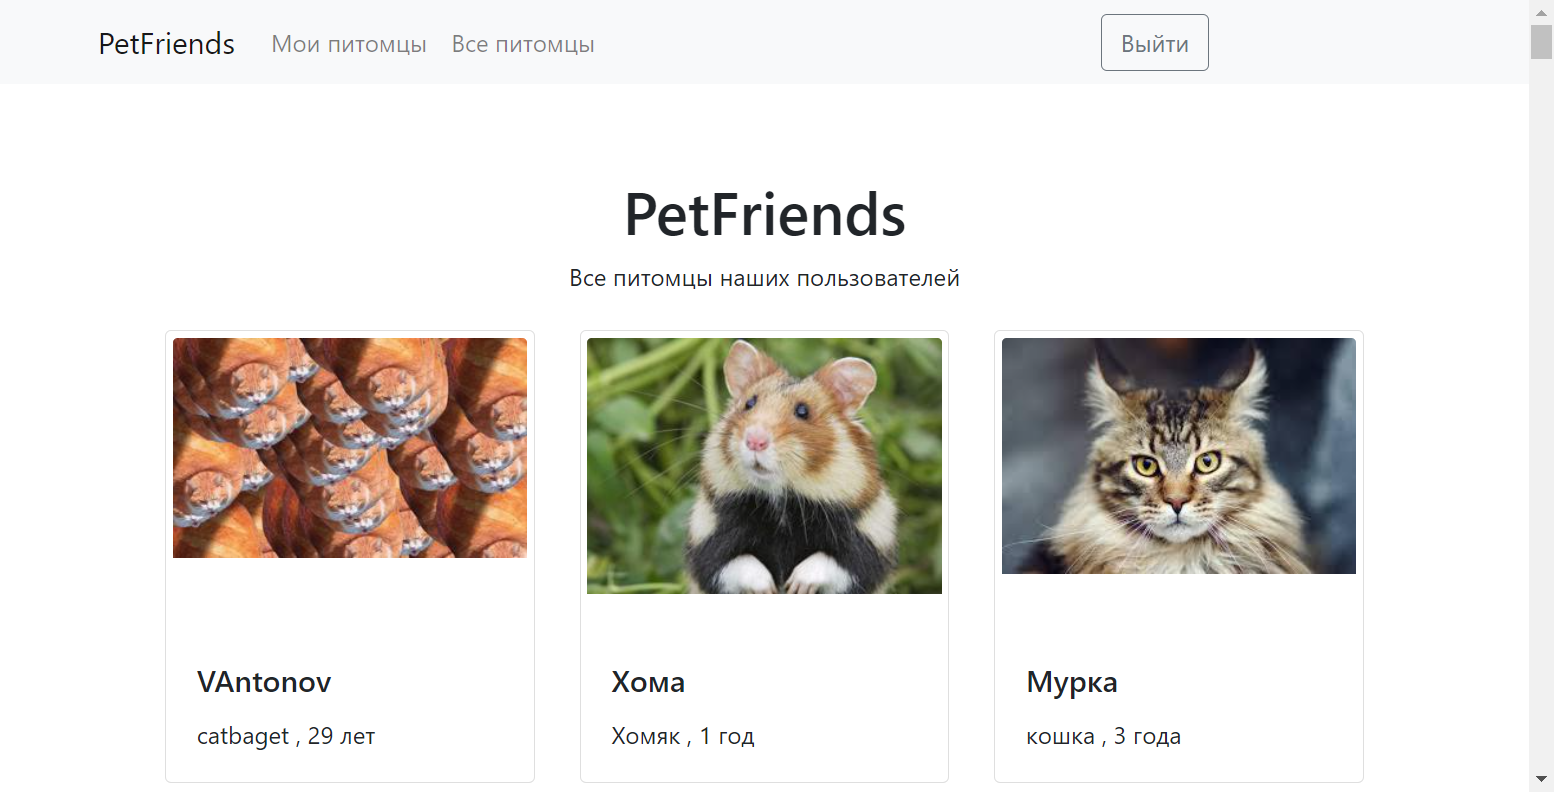 PetFriends Мои питомцы Все питомцы Выйти
PetFriends
Все питомцы наших пользователей
VAntonov
catbaget , 29 лет
Хома
Хомяк , 1 год
Мурка
кошка , 3 года